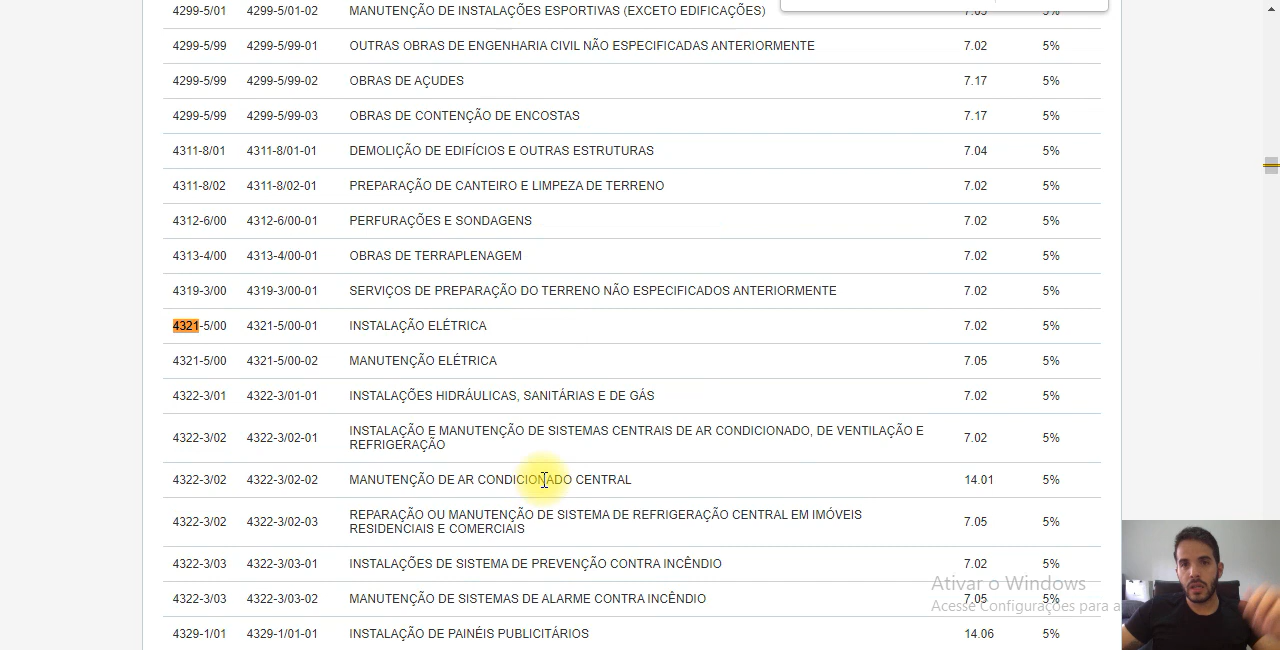 4299-5/01 4299-5/01-02 MANUTENÇÃO DE INSTALAÇÕES ESPORTIVAS (EXCETO EDIFICAÇÕES) 7.05 5%
4299-5/99 4299-5/99-01 OUTRAS OBRAS DE ENGENHARIA CIVIL NÃO ESPECIFICADAS ANTERIORMENTE 7.02 5%
4299-5/99 4299-5/99-02 OBRAS DE AÇUDES 7.17 5%
4299-5/99 4299-5/99-03 OBRAS DE CONTENÇÃO DE ENCOSTAS 7.17 5%
4311-8/01 4311-8/01-01 DEMOLIÇÃO DE EDIFÍCIOS E OUTRAS ESTRUTURAS 7.04 5%
4311-8/02 4311-8/02-01 PREPARAÇÃO DE CANTEIRO E LIMPEZA DE TERRENO 7.02 5%
4312-6/00 4312-6/00-01 PERFURAÇÕES E SONDAGENS 7.02 5%
4313-4/00 4313-4/00-01 OBRAS DE TERRAPLENAGEM 7.02 5%
4319-3/00 4319-3/00-01 SERVIÇOS DE PREPARAÇÃO DO TERRENO NÃO ESPECIFICADOS ANTERIORMENTE 7.02 5%
4321-5/00 4321-5/00-01 INSTALAÇÃO ELÉTRICA 7.02 5%
4321-5/00 4321-5/00-02 MANUTENÇÃO ELÉTRICA 7.05 5%
4322-3/01 4322-3/01-01 INSTALAÇÕES HIDRÁULICAS, SANITÁRIAS E DE GÁS 7.02 5%
4322-3/02 4322-3/02-01 INSTALAÇÃO E MANUTENÇÃO DE SISTEMAS CENTRAIS DE AR CONDICIONADO, DE VENTILAÇÃO E 7.02 5%
REFRIGERAÇÃO
4322-3/02 4322-3/02-02 MANUTENÇÃO DE AR CONDICIONADO CENTRAL 14.01 5%
4322-3/02 4322-3/02-03 REPARAÇÃO OU MANUTENÇÃO DE SISTEMA DE REFRIGERAÇÃO CENTRAL EM IMÓVEIS 7.05 5%
RESIDENCIAIS E COMERCIAIS
4322-3/03 4322-3/03-01 INSTALAÇÕES DE SISTEMA DE PREVENÇÃO CONTRA INCÊNDIO 7.02 5%
Ativar o Windows
4322-3/03 4322-3/03-02 MANUTENÇÃO DE SISTEMAS DE ALARME CONTRA INCÊNDIO 7.05 5%
Acesse Configurações para a
4329-1/01 4329-1/01-01 INSTALAÇÃO DE PAINÉIS PUBLICITÁRIOS 14.06 5%